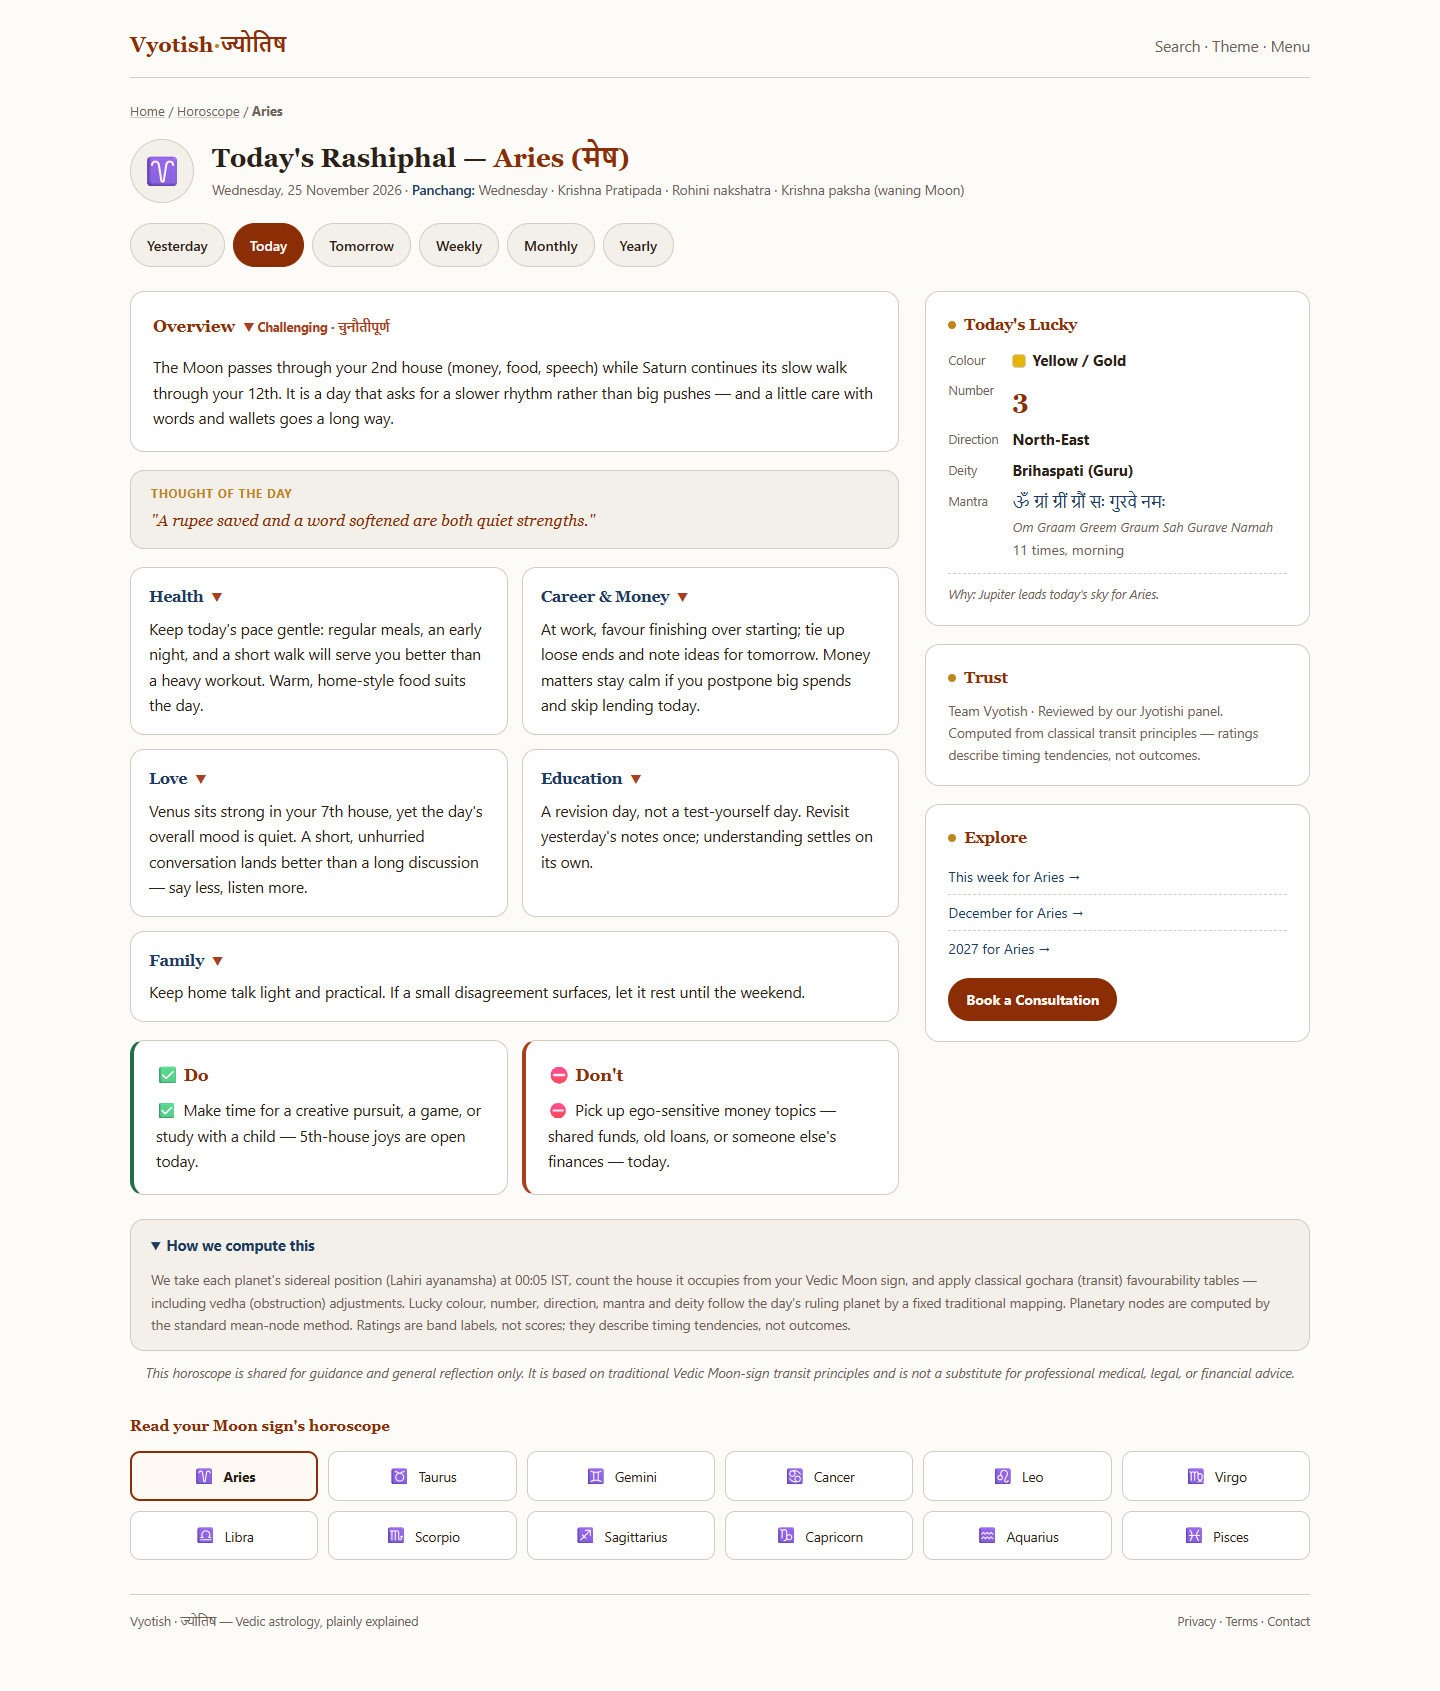 Vyotish·ज्योतिष
Search · Theme · Menu
Home / Horoscope / Aries
Today's Rashiphal — Aries (मेष)
Wednesday, 25 November 2026 · Panchang: Wednesday · Krishna Pratipada · Rohini nakshatra · Krishna paksha (waning Moon)
Yesterday
Today
Tomorrow
Weekly
Monthly
Yearly
Overview ▼ Challenging · चुनौतीपूर्ण
The Moon passes through your 2nd house (money, food, speech) while Saturn continues its slow walk
through your 12th. It is a day that asks for a slower rhythm rather than big pushes — and a little care with
words and wallets goes a long way.
THOUGHT OF THE DAY
"A rupee saved and a word softened are both quiet strengths."
Health ▼
Keep today's pace gentle: regular meals, an early
night, and a short walk will serve you better than
a heavy workout. Warm, home-style food suits
the day.
Career & Money ▼
At work, favour finishing over starting; tie up
loose ends and note ideas for tomorrow. Money
matters stay calm if you postpone big spends
and skip lending today.
Love ▼
Venus sits strong in your 7th house, yet the day's
overall mood is quiet. A short, unhurried
conversation lands better than a long discussion
— say less, listen more.
Education ▼
A revision day, not a test-yourself day. Revisit
yesterday's notes once; understanding settles on
its own.
Family ▼
Keep home talk light and practical. If a small disagreement surfaces, let it rest until the weekend.
✅ Do
✅ Make time for a creative pursuit, a game, or
study with a child — 5th-house joys are open
today.
⛔ Don't
⛔ Pick up ego-sensitive money topics —
shared funds, old loans, or someone else's
finances — today.
Today's Lucky
Colour Yellow / Gold
Number 3
Direction North-East
Deity Brihaspati (Guru)
Mantra ॐ ग्रां ग्रीं ग्रौं सः गुरवे नमः
Om Graam Greem Graum Sah Gurave Namah
11 times, morning
Why: Jupiter leads today's sky for Aries.
Trust
Team Vyotish · Reviewed by our Jyotishi panel.
Computed from classical transit principles — ratings
describe timing tendencies, not outcomes.
Explore
This week for Aries →
December for Aries →
2027 for Aries →
Book a Consultation
▼ How we compute this
We take each planet's sidereal position (Lahiri ayanamsha) at 00:05 IST, count the house it occupies from your Vedic Moon sign, and apply classical gochara (transit) favourability tables —
including vedha (obstruction) adjustments. Lucky colour, number, direction, mantra and deity follow the day's ruling planet by a fixed traditional mapping. Planetary nodes are computed by
the standard mean-node method. Ratings are band labels, not scores; they describe timing tendencies, not outcomes.
This horoscope is shared for guidance and general reflection only. It is based on traditional Vedic Moon-sign transit principles and is not a substitute for professional medical, legal, or financial advice.
Read your Moon sign's horoscope
♈ Aries
♉ Taurus
♊ Gemini
♋ Cancer
♌ Leo
♍ Virgo
♎ Libra
♏ Scorpio
♐ Sagittarius
♑ Capricorn
♒ Aquarius
♓ Pisces
Vyotish · ज्योतिष — Vedic astrology, plainly explained
Privacy · Terms · Contact